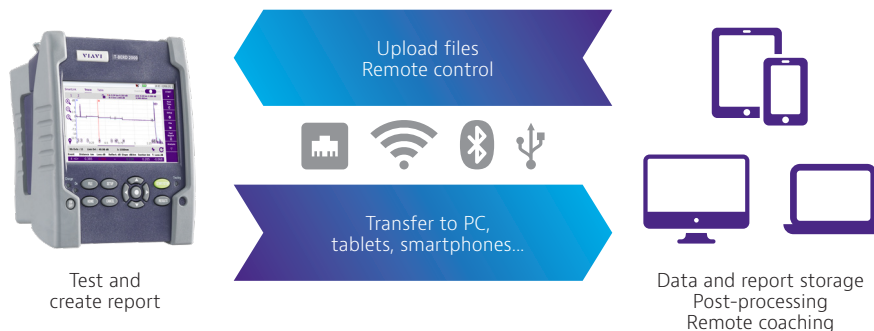 VIAVI
Upload files
Remote control
Transfer to PC,
tablets, smartphones...
Test and
create report
Data and report storage
Post-processing
Remote coaching